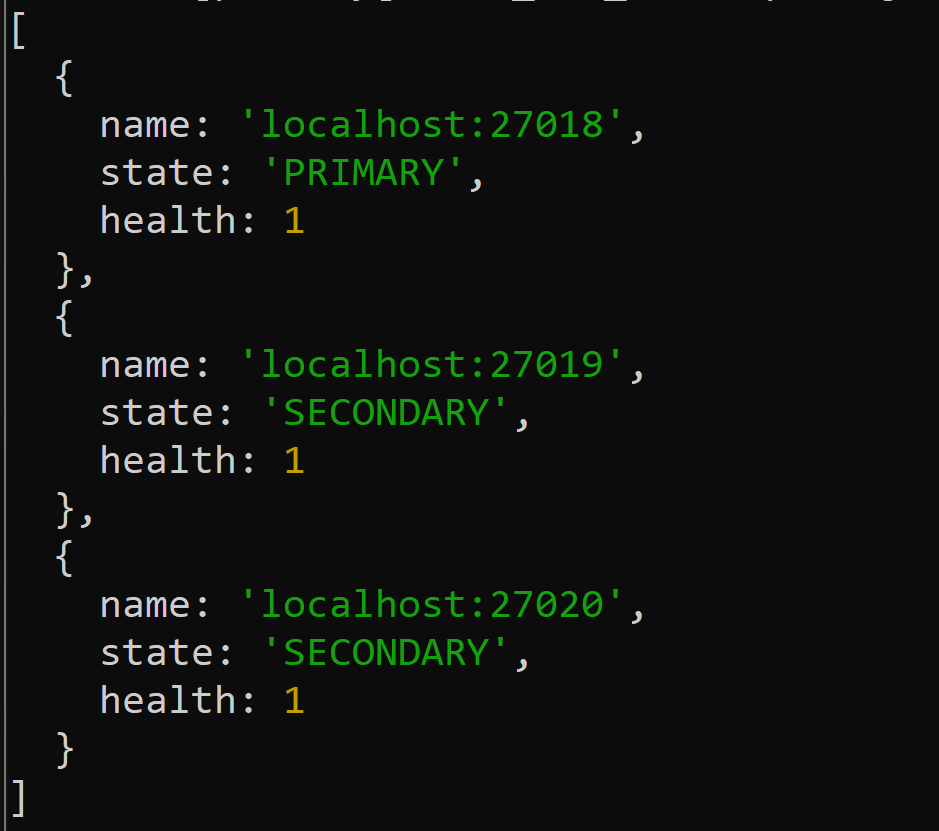 [
  {
    name: 'localhost:27018',
    state: 'PRIMARY',
    health: 1
  },
  {
    name: 'localhost:27019',
    state: 'SECONDARY',
    health: 1
  },
  {
    name: 'localhost:27020',
    state: 'SECONDARY',
    health: 1
  }
]